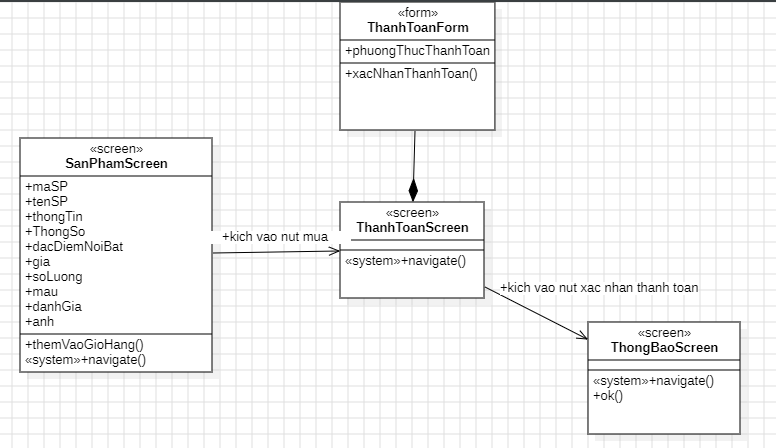 «form»
ThanhToanForm
+phuongThucThanhToan
+xacNhanThanhToan()
«screen»
SanPhamScreen
+maSP
+tenSP
+thongTin
+ThongSo
+dacDiemNoiBat
+gia
+soLuong
+mau
+danhGia
+anh
+themVaoGioHang()
«system»+navigate()
+kich vao nut mua
«screen»
ThanhToanScreen
«system»+navigate()
+kich vao nut xac nhan thanh toan
«screen»
ThongBaoScreen
«system»+navigate()
+ok()